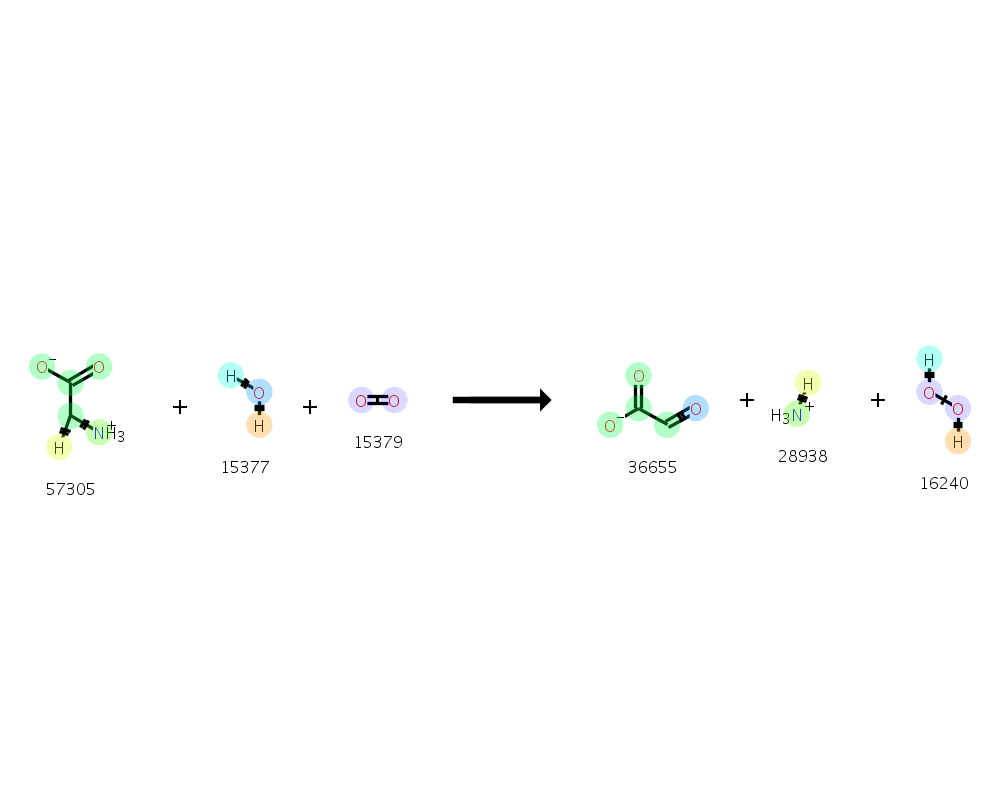 O− O
H NH3+
57305
+
H O
H
15377
+
O O
15379
O
O− O
36655
+
H
H3N+
28938
+
H
O
O
H
16240